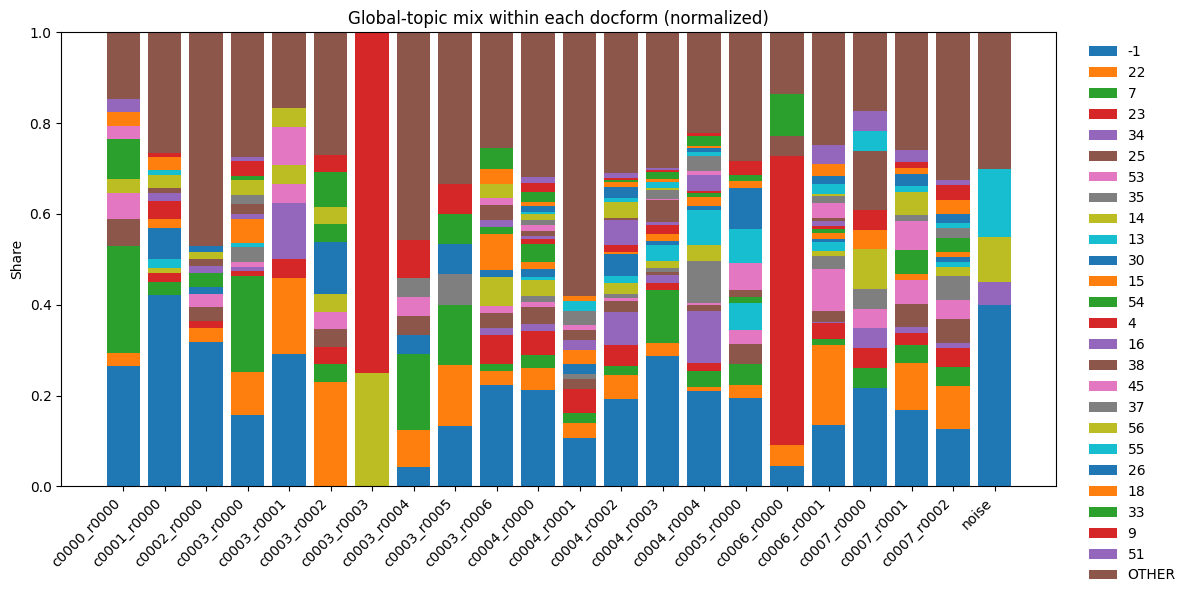 Global-topic mix within each docform (normalized)
Share
1.0
0.8
0.6
0.4
0.2
0.0
c0000_r0000
c0001_r0000
c0002_r0000
c0003_r0000
c0003_r0001
c0003_r0002
c0003_r0003
c0003_r0004
c0003_r0005
c0003_r0006
c0004_r0000
c0004_r0001
c0004_r0002
c0004_r0003
c0004_r0004
c0005_r0000
c0006_r0000
c0006_r0001
c0007_r0000
c0007_r0001
c0007_r0002
noise
-1
22
7
23
34
25
53
35
14
13
30
15
54
4
16
38
45
37
56
55
26
18
33
9
51
OTHER